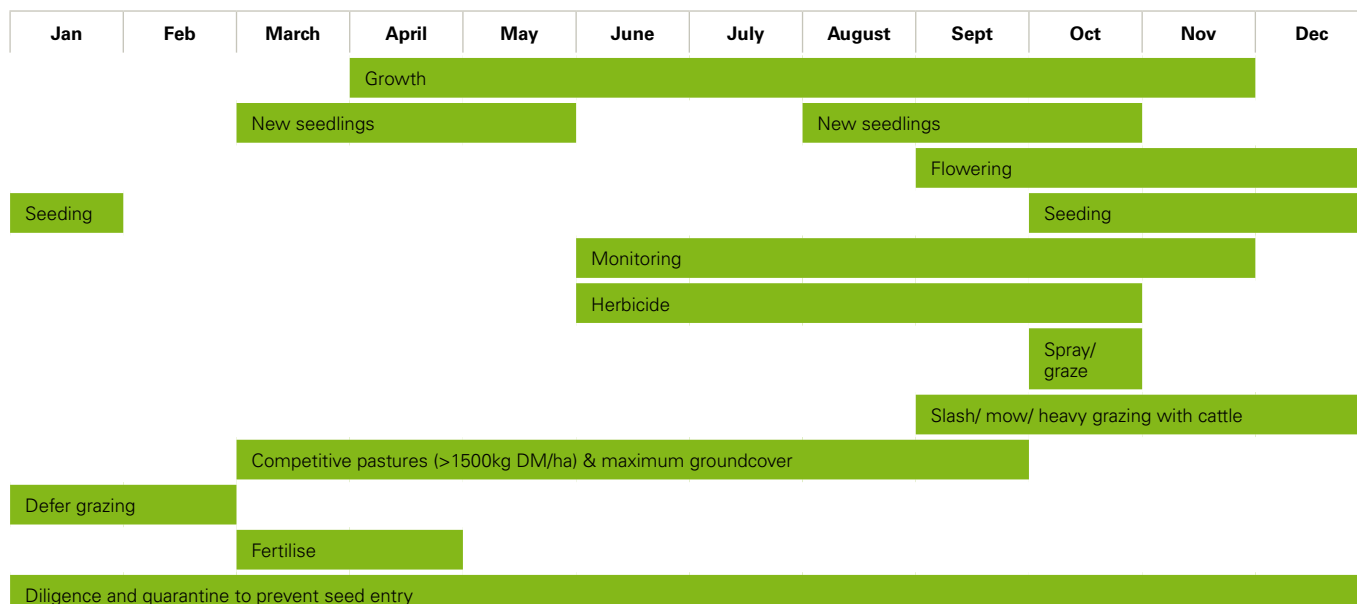 Jan Feb March April May June July August Sept Oct Nov Dec
Growth
New seedlings New seedlings
Flowering
Seeding Seeding
Monitoring
Herbicide
Spray/
graze
Slash/ mow/ heavy grazing with cattle
Competitive pastures (>1500kg DM/ha) & maximum groundcover
Defer grazing
Fertilise
Diligence and quarantine to prevent seed entry